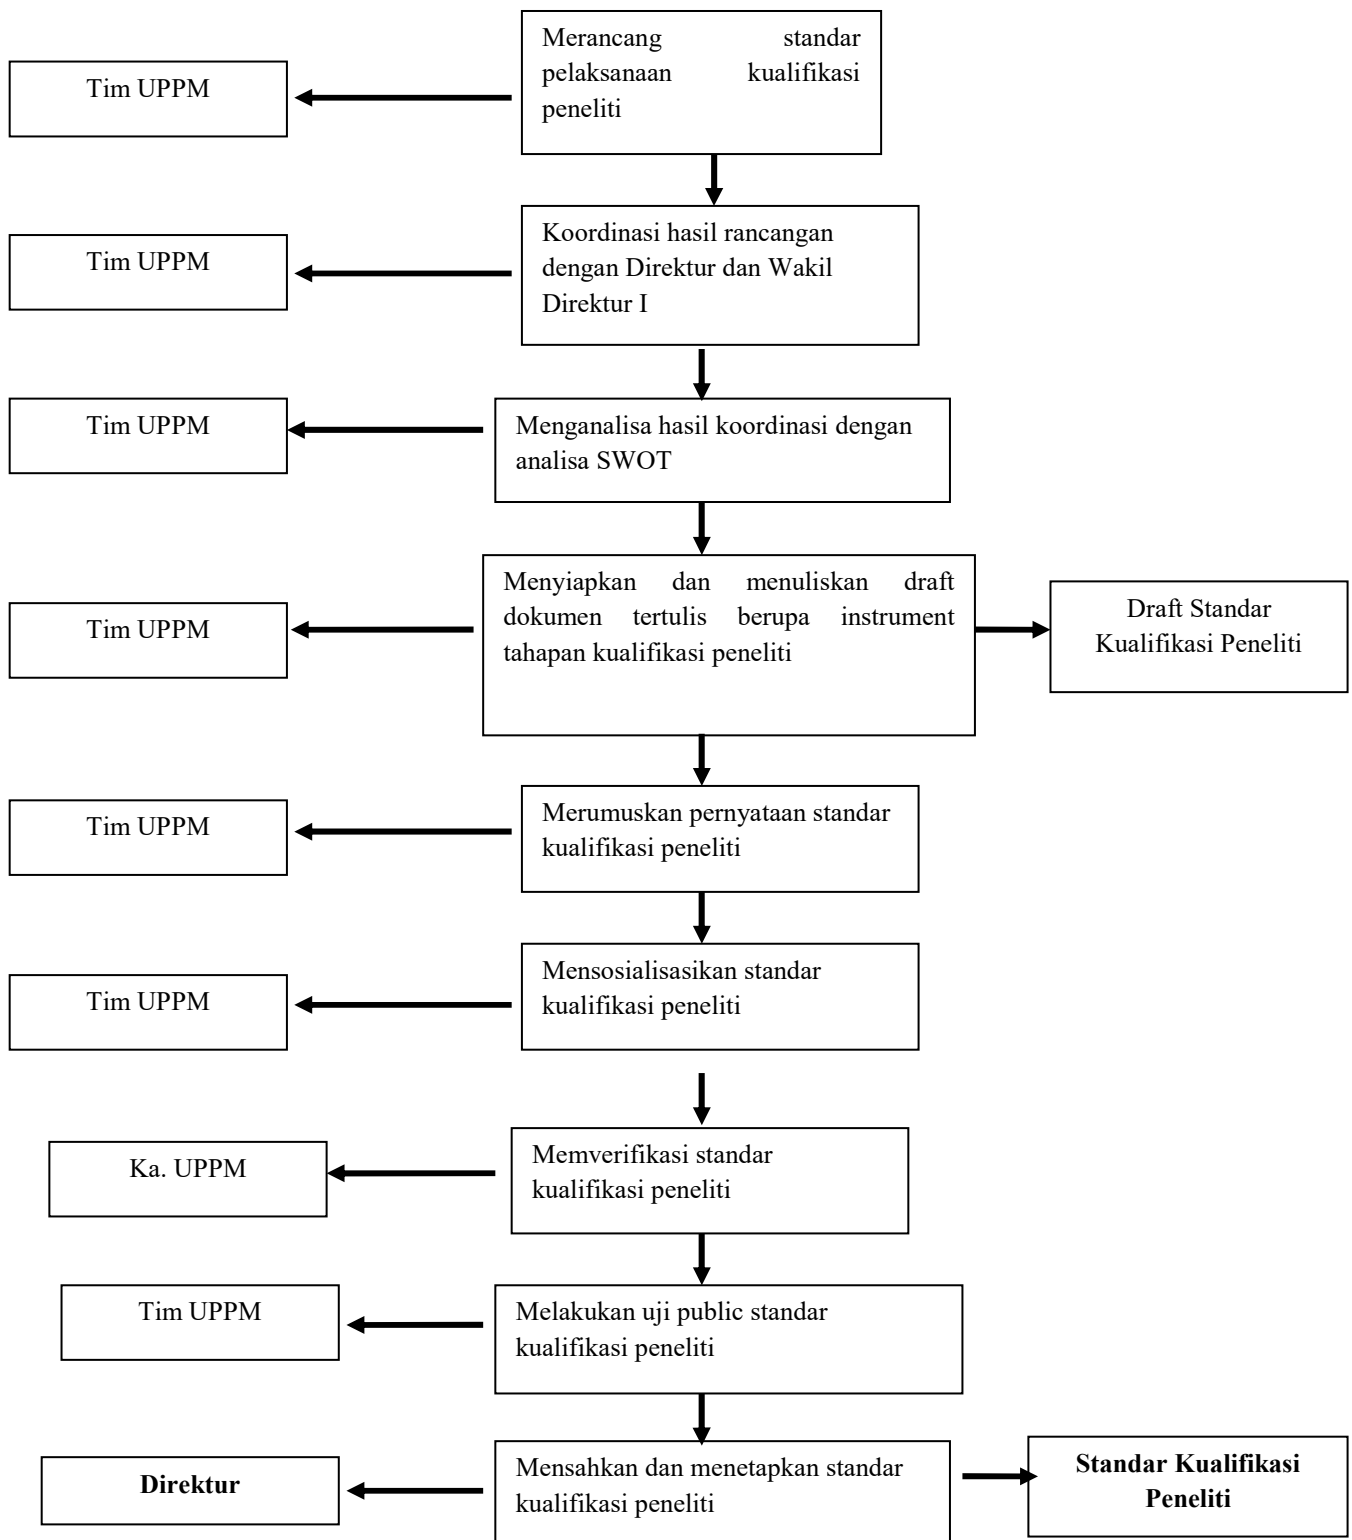 Merancang standar
pelaksanaan kualifikasi
peneliti
Tim UPPM
Koordinasi hasil rancangan
dengan Direktur dan Wakil
Direktur I
Tim UPPM
Menganalisa hasil koordinasi dengan
analisa SWOT
Tim UPPM
Menyiapkan dan menuliskan draft
dokumen tertulis berupa instrument
tahapan kualifikasi peneliti
Tim UPPM
Draft Standar
Kualifikasi Peneliti
Merumuskan pernyataan standar
kualifikasi peneliti
Tim UPPM
Mensosialisasikan standar
kualifikasi peneliti
Tim UPPM
Memverifikasi standar
kualifikasi peneliti
Ka. UPPM
Melakukan uji public standar
kualifikasi peneliti
Tim UPPM
Mensahkan dan menetapkan standar
kualifikasi peneliti
Direktur
Standar Kualifikasi
Peneliti